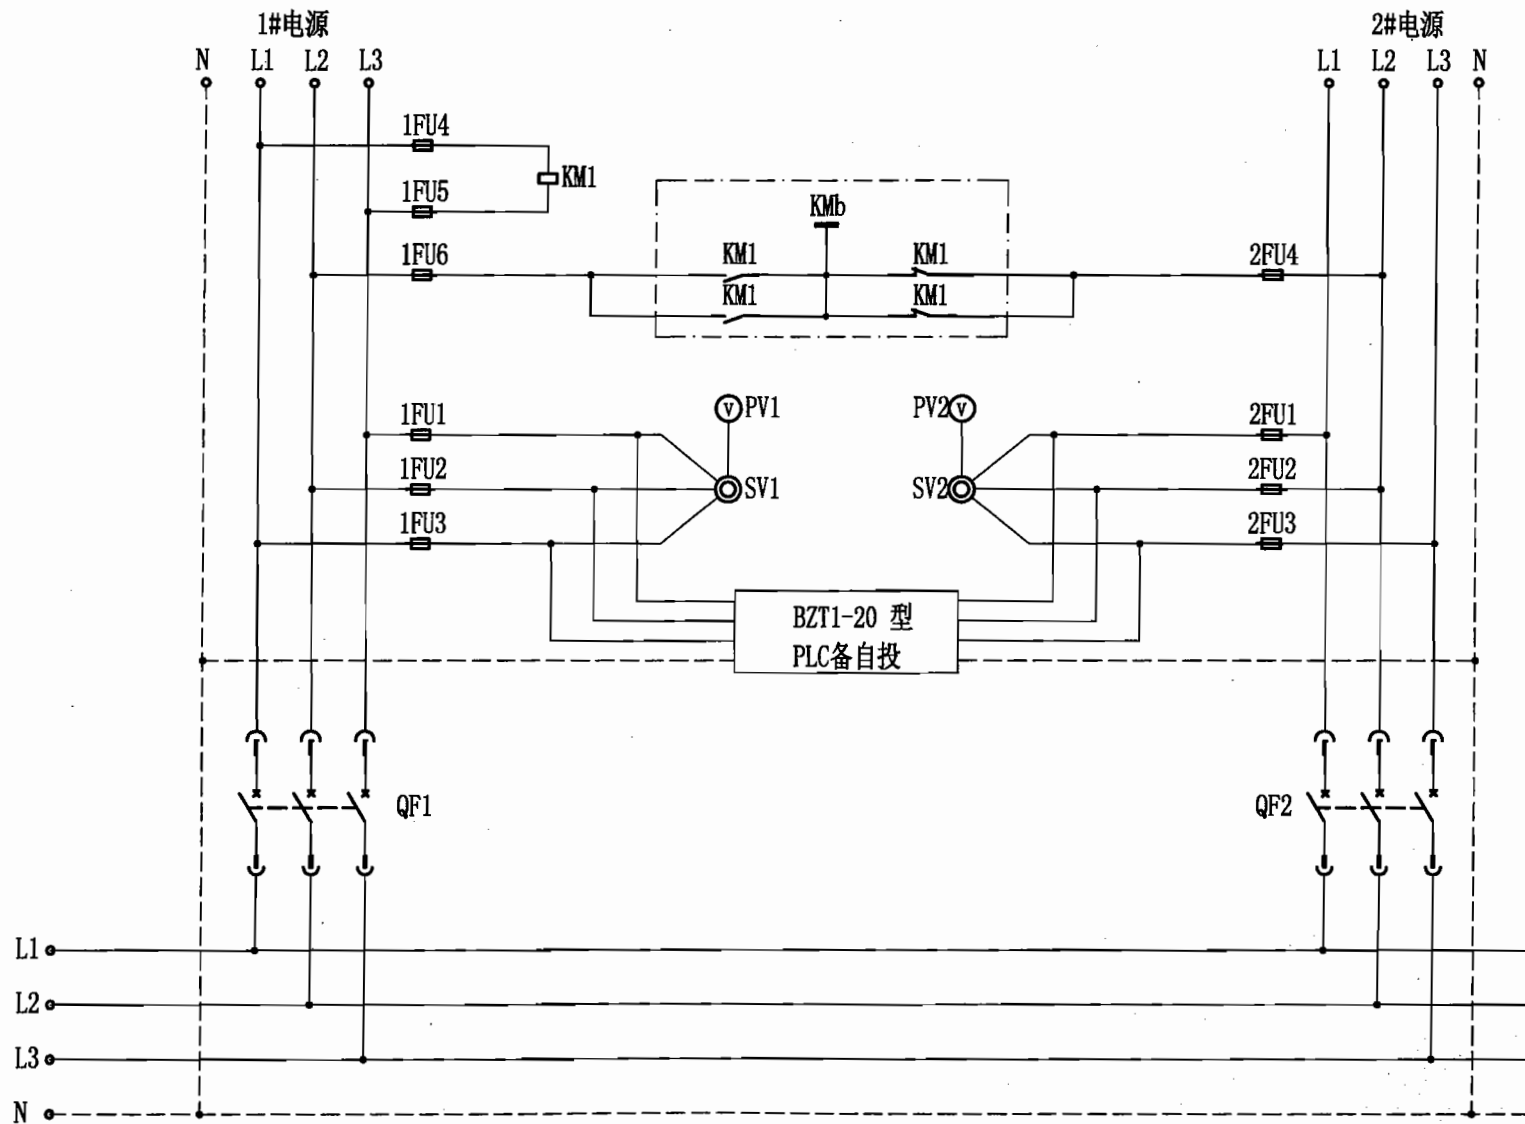 1#电源
2#电源
N L1 L2 L3
L1 L2 L3 N
1FU4
KM1
1FU5
KMb
1FU6
KM1
KM1
2FU4
KM1
KM1
1FU1
V
PV1
PV2
V
2FU1
1FU2
SV1
SV2
2FU2
1FU3
2FU3
BZT1-20 型
PLC备自投
QF1
QF2
L1
L2
L3
N